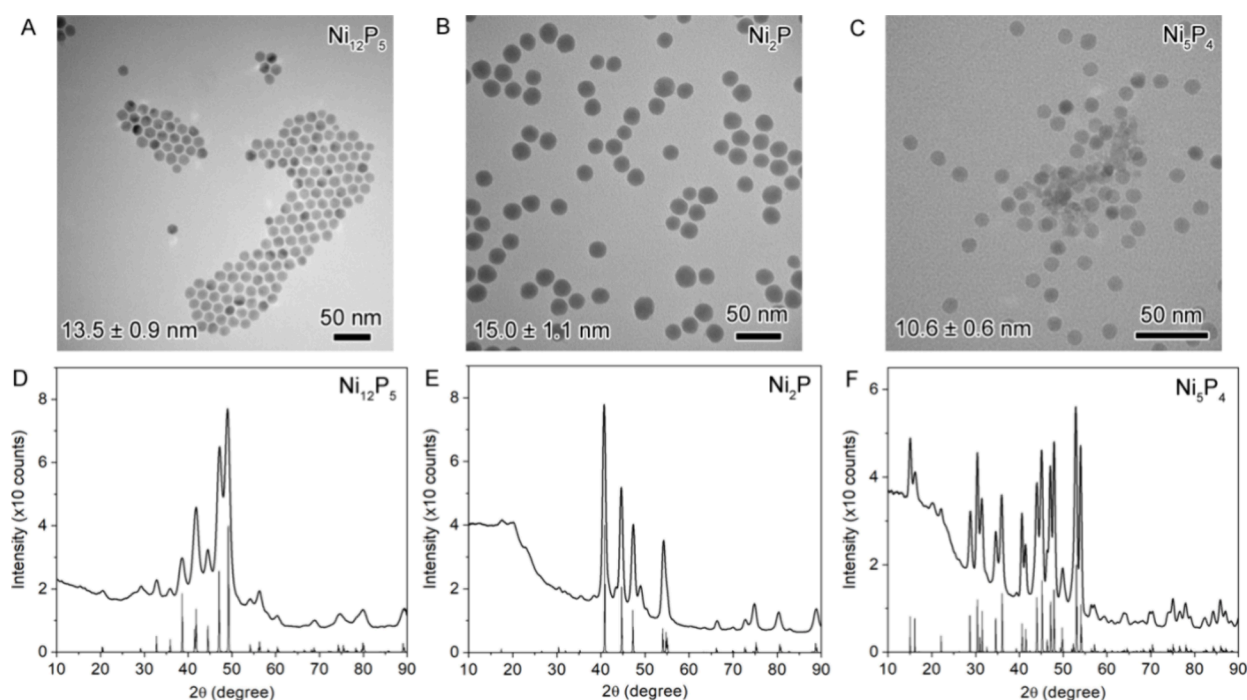 A
Ni12P5
13.5 ± 0.9 nm
50 nm
B
Ni2P
15.0 ± 1.1 nm
50 nm
C
Ni5P4
10.6 ± 0.6 nm
50 nm
D
Ni12P5
Intensity (x10 counts)
8
6
4
2
0
10 20 30 40 50 60 70 80 90
2θ (degree)
E
Ni2P
Intensity (x10 counts)
8
6
4
2
0
10 20 30 40 50 60 70 80 90
2θ (degree)
F
Ni5P4
Intensity (x10 counts)
6
4
2
0
10 20 30 40 50 60 70 80 90
2θ (degree)